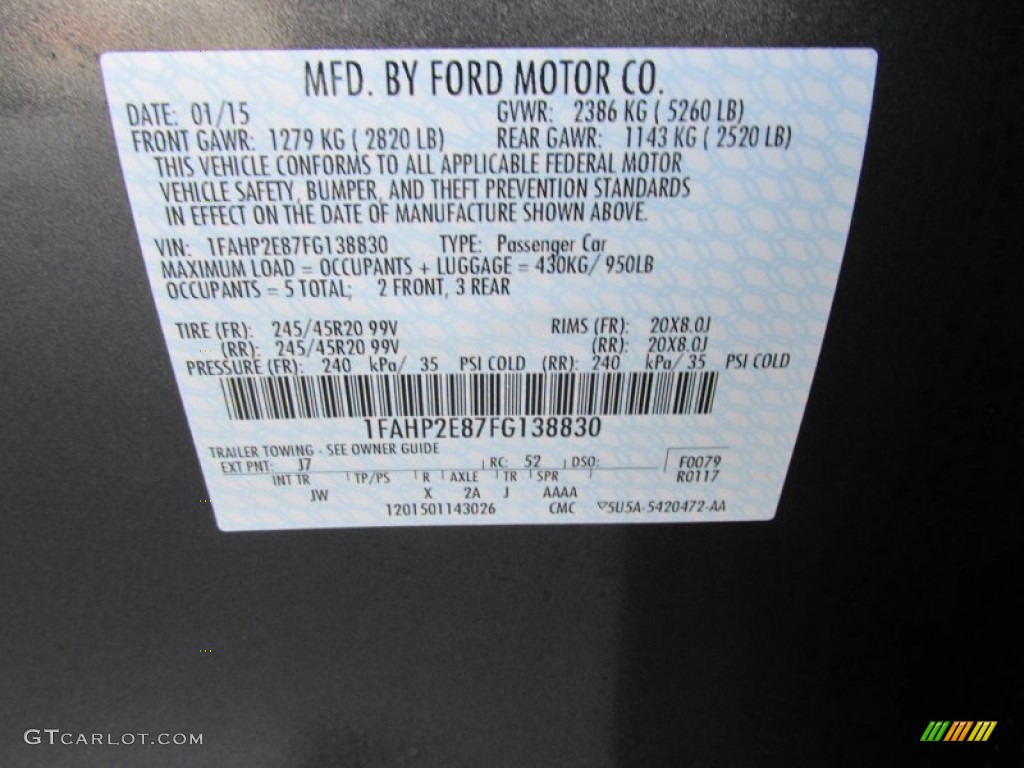 MFD. BY FORD MOTOR CO.
DATE: 01/15 GVWR: 2386 KG ( 5260 LB)
FRONT GAWR: 1279 KG ( 2820 LB) REAR GAWR: 1143 KG ( 2520 LB)
THIS VEHICLE CONFORMS TO ALL APPLICABLE FEDERAL MOTOR
VEHICLE SAFETY, BUMPER, AND THEFT PREVENTION STANDARDS
IN EFFECT ON THE DATE OF MANUFACTURE SHOWN ABOVE.
VIN: 1FAHP2E87FG138830 TYPE: Passenger Car
MAXIMUM LOAD = OCCUPANTS + LUGGAGE = 430KG/ 950LB
OCCUPANTS = 5 TOTAL; 2 FRONT, 3 REAR
TIRE (FR): 245/45R20 99V RIMS (FR): 20X8.0J
(RR): 245/45R20 99V (RR): 20X8.0J
PRESSURE (FR): 240 kPa/ 35 PSI COLD (RR): 240 kPa/ 35 PSI COLD
1FAHP2E87FG138830
TRAILER TOWING - SEE OWNER GUIDE
EXT PNT: J7 RC: 52 DSO: F0079
INT TR TP/PS R AXLE TR SPR R0117
JW X 2A J AAAA
1201501143026 CMC ▽5U5A-5420472-AA
GTCARLOT.COM